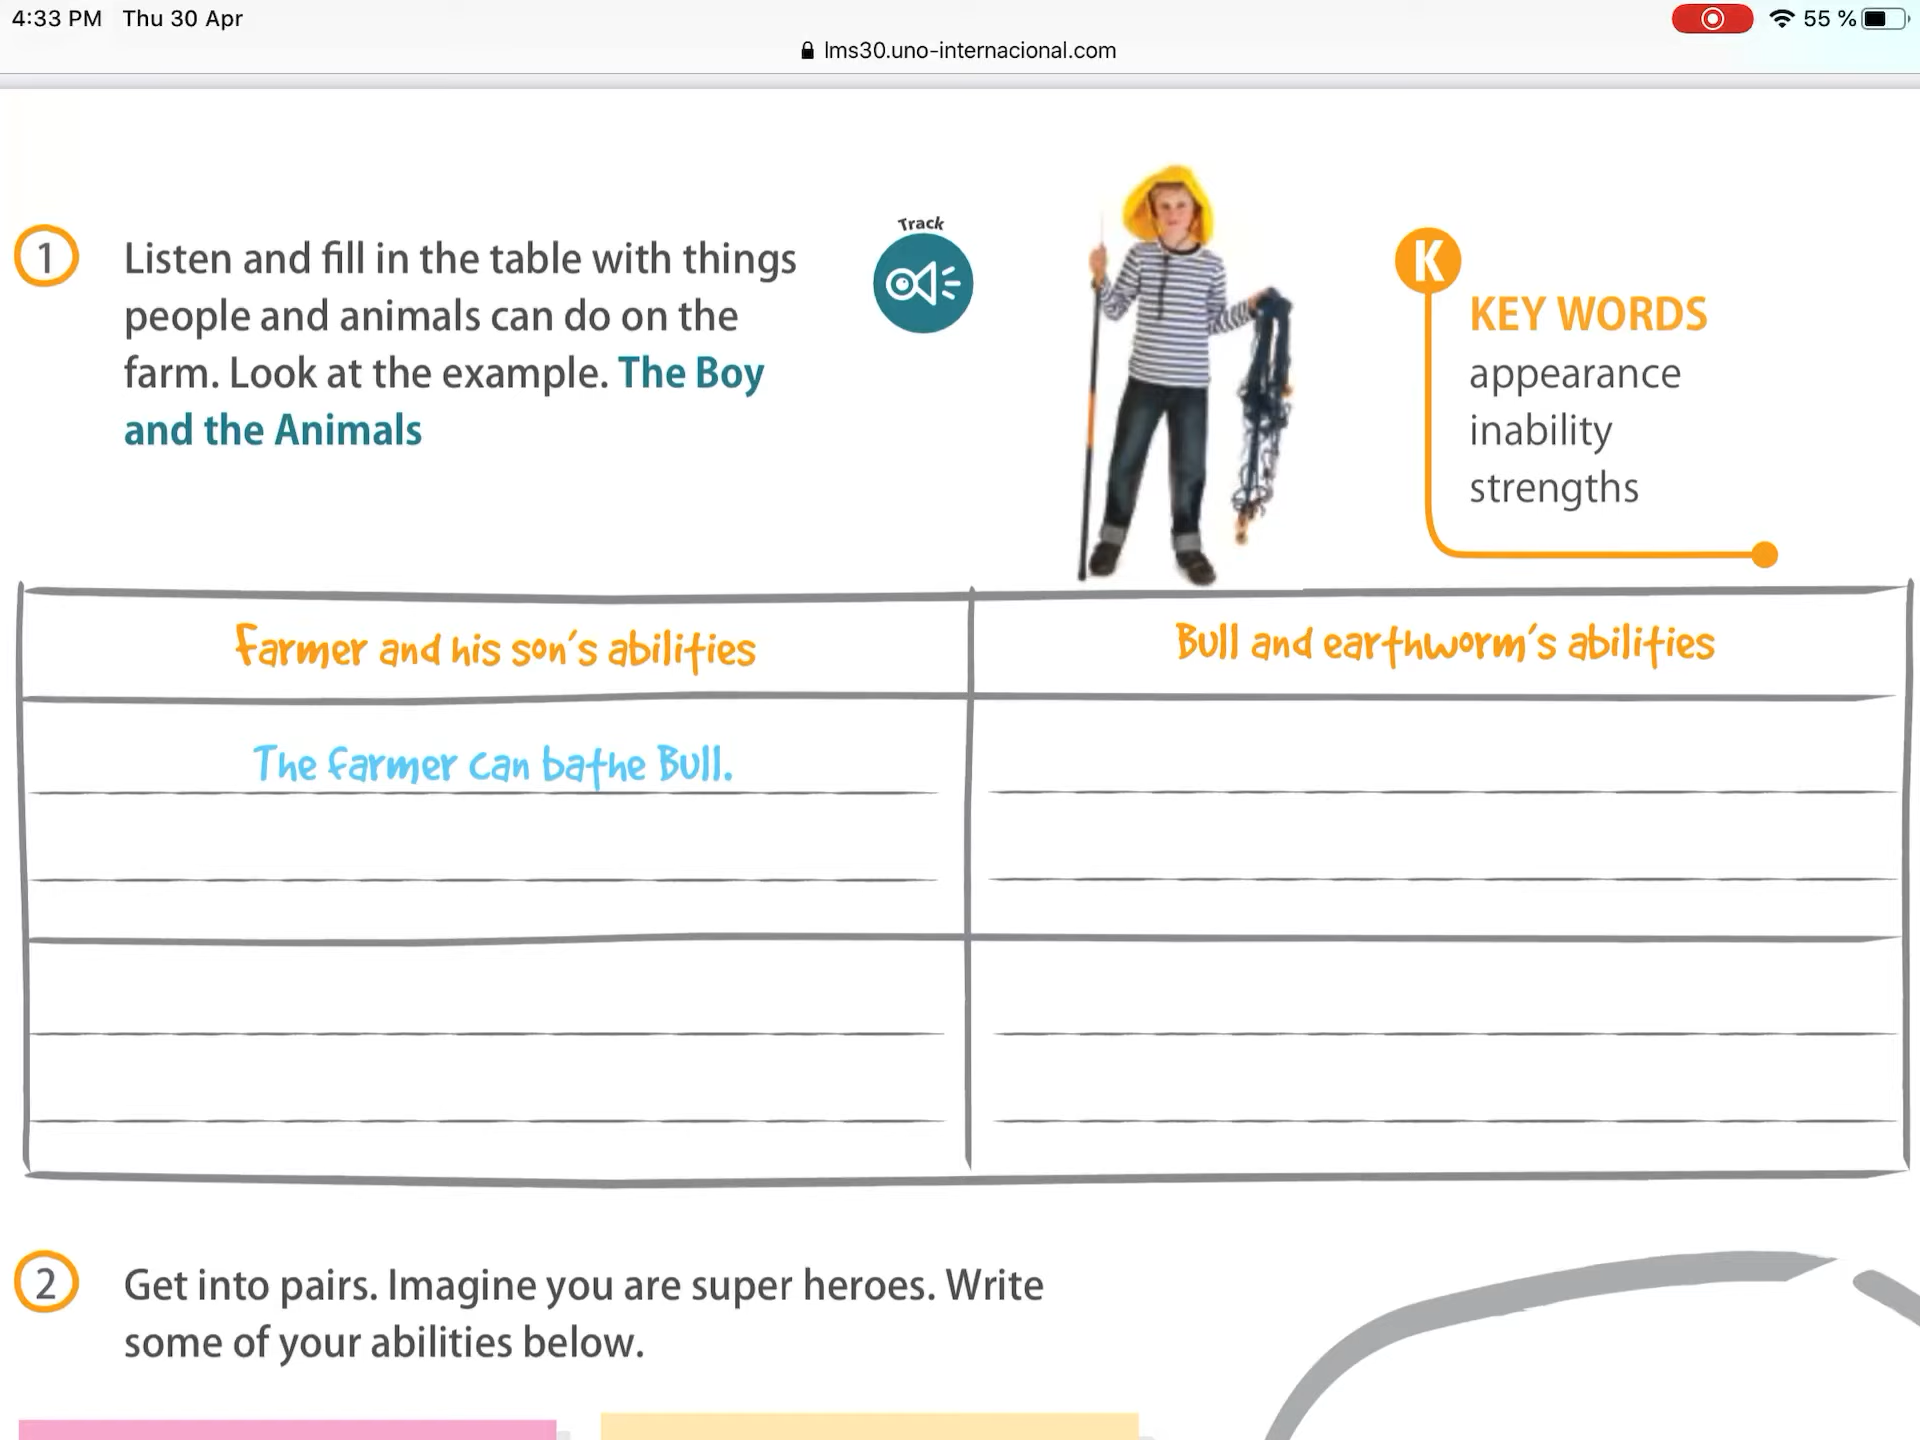 4:33 PM Thu 30 Apr
55 %
lms30.uno-internacional.com
Track
1 Listen and fill in the table with things
people and animals can do on the
farm. Look at the example. The Boy
and the Animals
K
KEY WORDS
appearance
inability
strengths
Farmer and his son's abilities
Bull and earthworm's abilities
The farmer can bathe Bull.
2 Get into pairs. Imagine you are super heroes. Write
some of your abilities below.